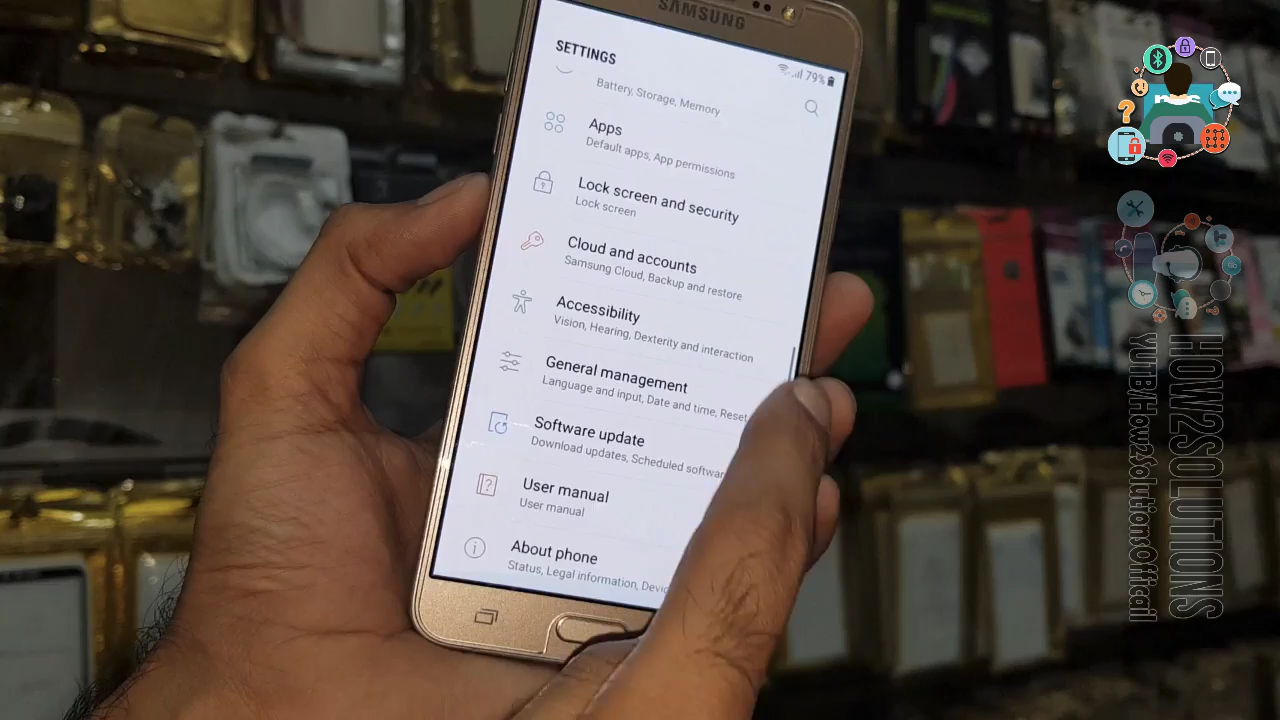 SAMSUNG
SETTINGS
79%
Battery, Storage, Memory
Apps
Default apps, App permissions
Lock screen and security
Lock screen
Cloud and accounts
Samsung Cloud, Backup and restore
Accessibility
Vision, Hearing, Dexterity and interaction
General management
Language and input, Date and time, Reset
Software update
Download updates, Scheduled softwar
User manual
User manual
About phone
Status, Legal information, Devic
HOW2SOLUTIONS
YUTB/How2SolutionsOfficail